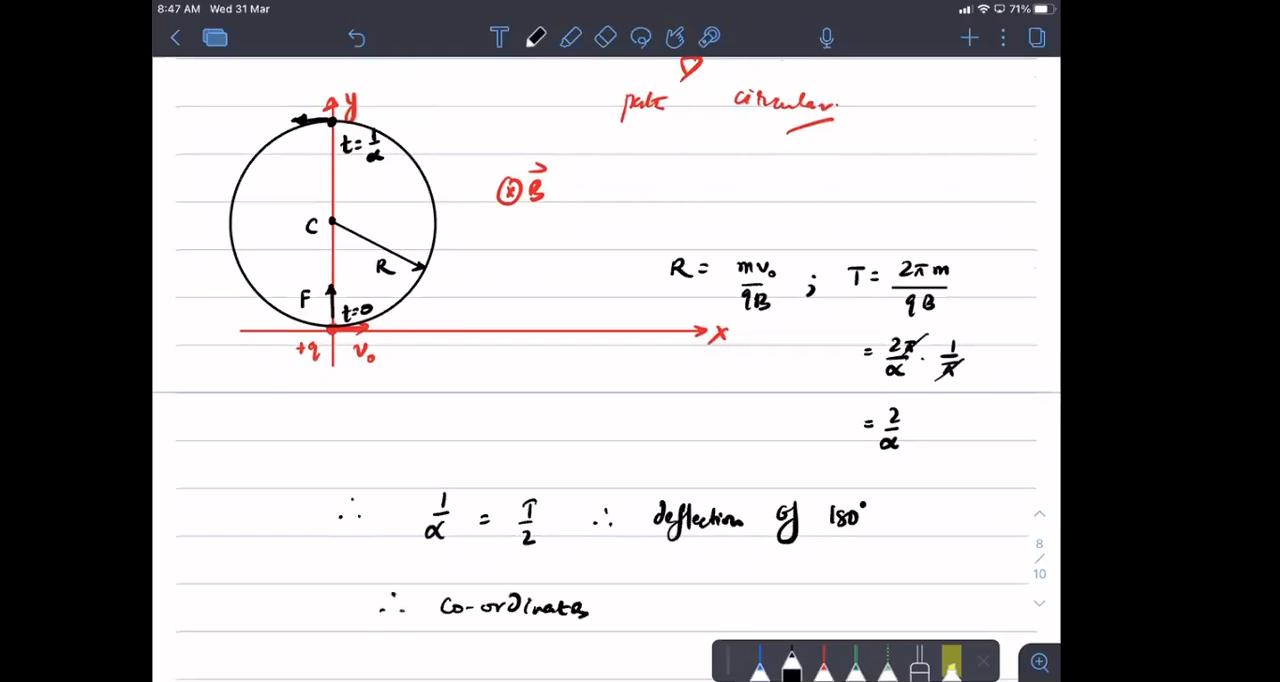 8:47 AM Wed 31 Mar
71%
T
path circular.
y
t = 1/α
⊗ B⃗
C
R
R = mv₀/qB ; T = 2πm/qB
F
t=0
x
+q v₀
= 2π/α · 1/π
= 2/α
∴ 1/α = T/2 ∴ deflection of 180°
8
/
10
∴ Co-ordinates